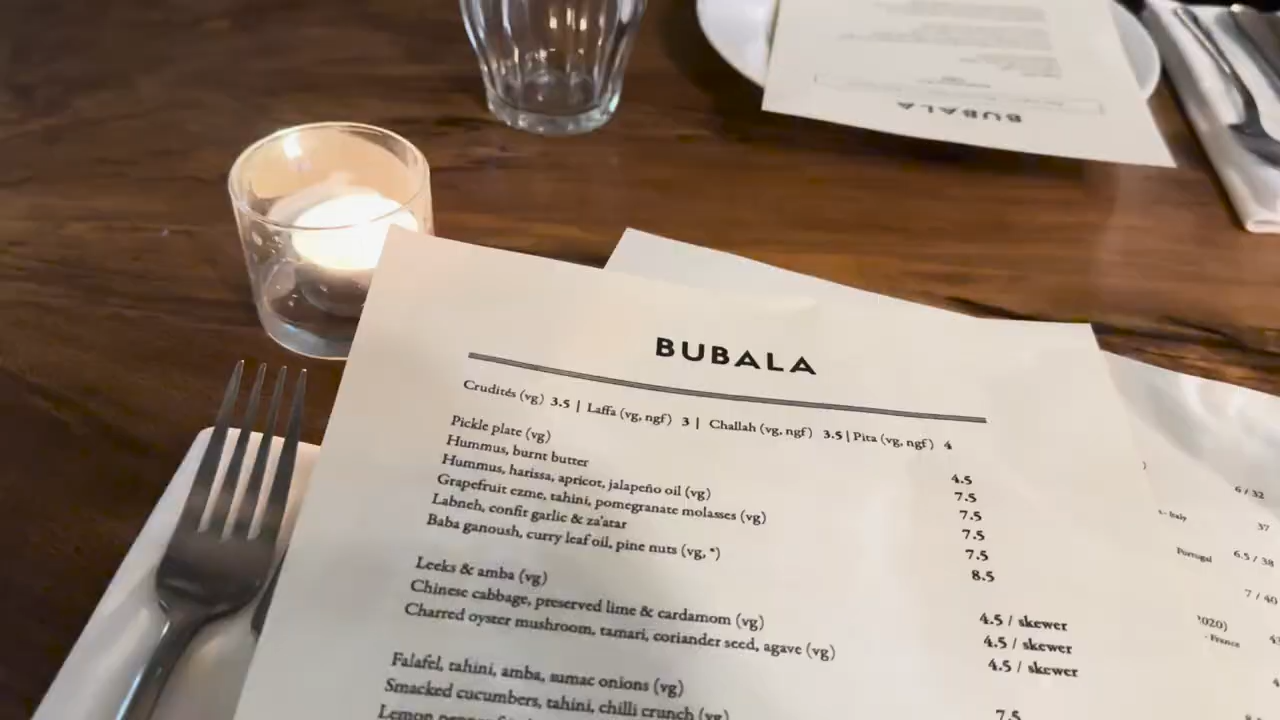 BUBALA
BUBALA
Crudités (vg) 3.5 | Laffa (vg, ngf) 3 | Challah (vg, ngf) 3.5 | Pita (vg, ngf) 4
Pickle plate (vg) 4.5
Hummus, burnt butter 7.5
Hummus, harissa, apricot, jalapeño oil (vg) 7.5
Grapefruit ezme, tahini, pomegranate molasses (vg) 7.5
Labneh, confit garlic & za'atar 7.5
Baba ganoush, curry leaf oil, pine nuts (vg, *) 8.5
Leeks & amba (vg) 4.5 / skewer
Chinese cabbage, preserved lime & cardamom (vg) 4.5 / skewer
Charred oyster mushroom, tamari, coriander seed, agave (vg) 4.5 / skewer
Falafel, tahini, amba, sumac onions (vg) 7.5
Smacked cucumbers, tahini, chilli crunch (vg)
Lemon
6 / 32
- Italy 37
Portugal 6.5 / 38
7 / 40
- France